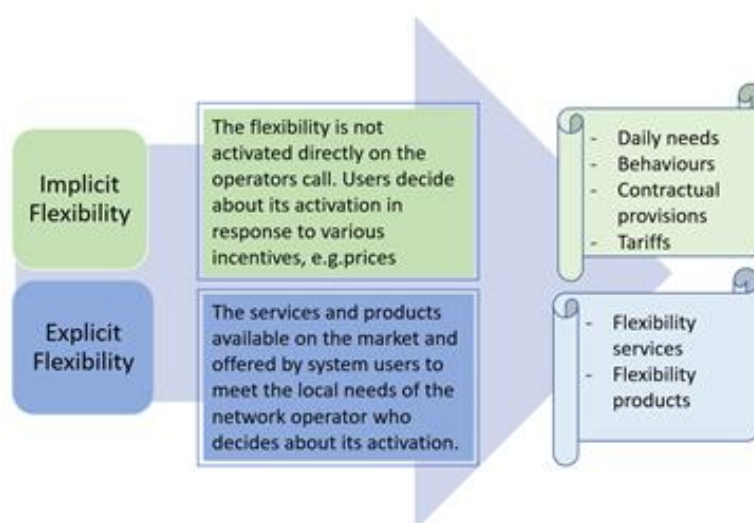 Implicit
Flexibility
The flexibility is not
activated directly on the
operators call. Users decide
about its activation in
response to various
incentives, e.g.prices
- Daily needs
- Behaviours
- Contractual
provisions
- Tariffs
Explicit
Flexibility
The services and products
available on the market and
offered by system users to
meet the local needs of the
network operator who
decides about its activation.
- Flexibility
services
- Flexibility
products